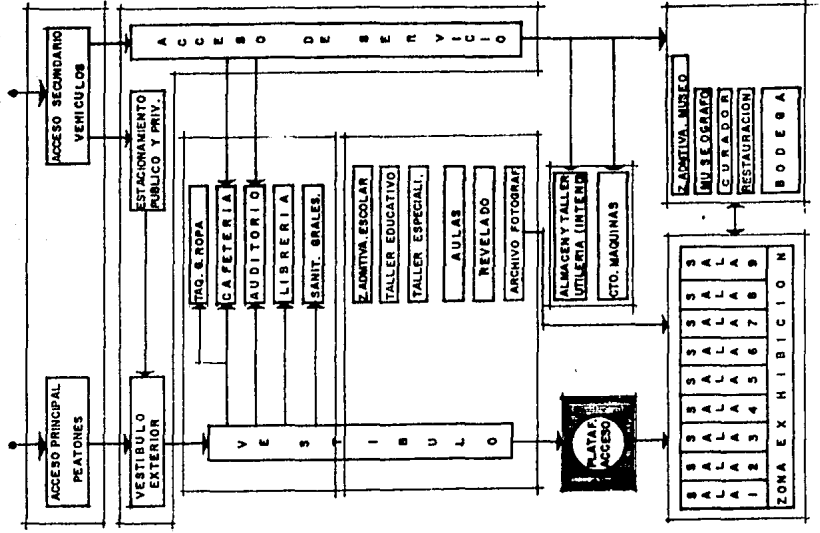 ACCESO SECUNDARIO
VEHICULOS
ACCESO DE SERVICIO
ESTACIONAMIENTO
PUBLICO Y PRIV.
ACCESO PRINCIPAL
PEATONES
VESTIBULO
EXTERIOR
TAQ. G. ROPA
CAFETERIA
AUDITORIO
LIBRERIA
SANIT. GRALES.
VESTIBULO
Z. ADMTIVA. ESCOLAR
TALLER EDUCATIVO
TALLER ESPECIALI.
AULAS
REVELADO
ARCHIVO FOTOGRAF.
ALMACEN Y TALLER
UTILERIA (INTEND
CTO. MAQUINAS
PLATAF.
ACCESO
Z. ADMTIVA. MUSEO
MUSEOGRAFO
CURADOR
RESTAURACION
BODEGA
SALA 1
SALA 2
SALA 3
SALA 4
SALA 5
SALA 6
SALA 7
SALA 8
SALA 9
ZONA EXHIBICION